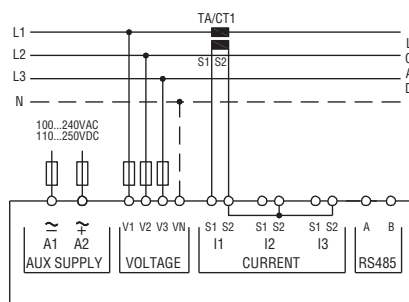 TA/CT1
L1
L2
S1 S2
L3
N
L
O
A
D
100...240VAC
110...250VDC
V1 V2 V3 VN
S1 S2 S1 S2 S1 S2 A B
A1 A2
I1 I2 I3
AUX SUPPLY VOLTAGE CURRENT RS485